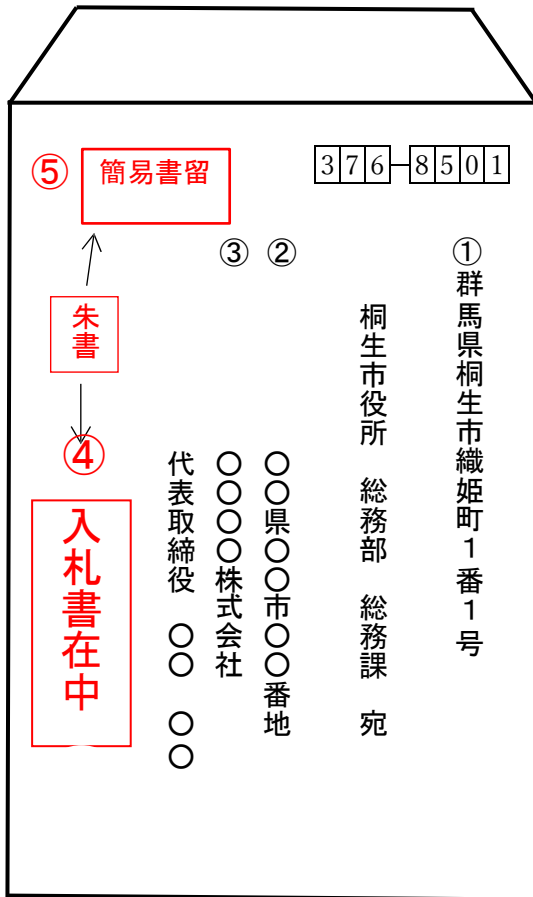 376-8501
⑤
簡易書留
①
群馬県桐生市織姫町1番1号
桐生市役所　総務部　総務課　宛
②
〇〇県〇〇市〇〇番地
③
〇〇〇〇株式会社
代表取締役　〇〇　〇〇
朱書
④
入札書在中